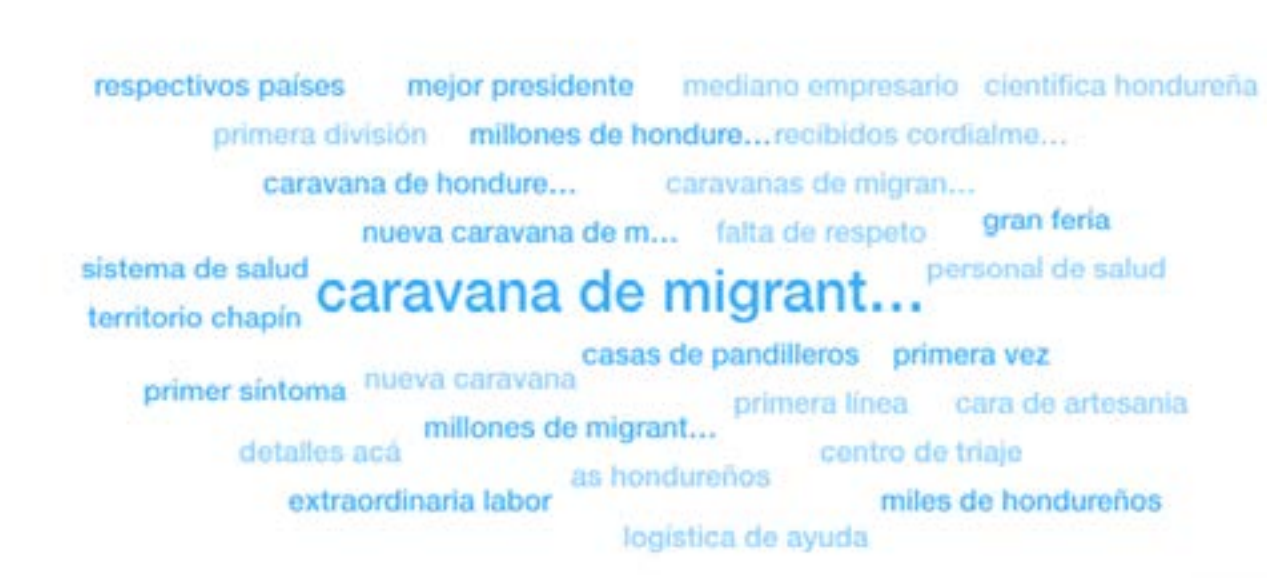 respectivos países mejor presidente mediano empresario científica hondureña
primera división millones de hondure... recibidos cordialme...
caravana de hondure... caravanas de migran...
nueva caravana de m... falta de respeto gran feria
sistema de salud caravana de migrant... personal de salud
territorio chapín
casas de pandilleros primera vez
primer síntoma nueva caravana
primera línea cara de artesania
millones de migrant...
detalles acá centro de triaje
as hondureños
extraordinaria labor miles de hondureños
logística de ayuda